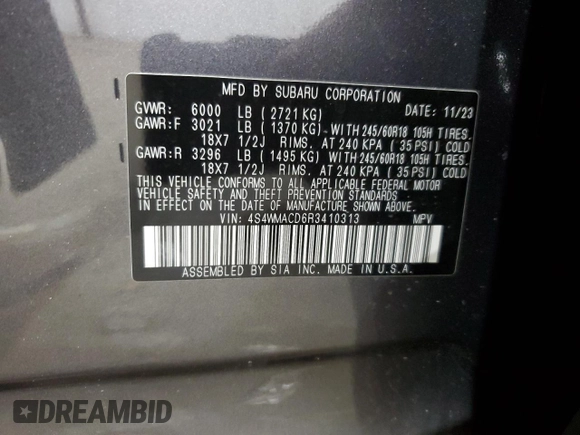 MFD BY SUBARU CORPORATION
GVWR: 6000 LB ( 2721 KG) DATE: 11/23
GAWR:F 3021 LB ( 1370 KG) - WITH 245/60R18 105H TIRES.
18X7 1/2J RIMS. AT 240 KPA ( 35 PSI) COLD
GAWR:R 3296 LB ( 1495 KG) WITH 245/60R18 105H TIRES.
18X7 1/2J RIMS. AT 240 KPA ( 35 PSI) COLD
THIS VEHICLE CONFORMS TO ALL APPLICABLE FEDERAL MOTOR
VEHICLE SAFETY AND THEFT PREVENTION STANDARDS
IN EFFECT ON THE DATE OF MANUFACTURE SHOWN ABOVE.
VIN: 4S4WMACD6R3410313 MPV
ASSEMBLED BY SIA INC. MADE IN U.S.A.
DREAMBID